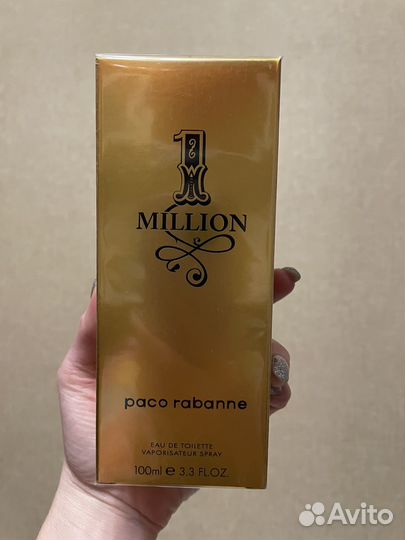 1
MILLION
paco rabanne
EAU DE TOILETTE
VAPORISATEUR SPRAY
100ml e 3.3 FL.OZ.
Avito